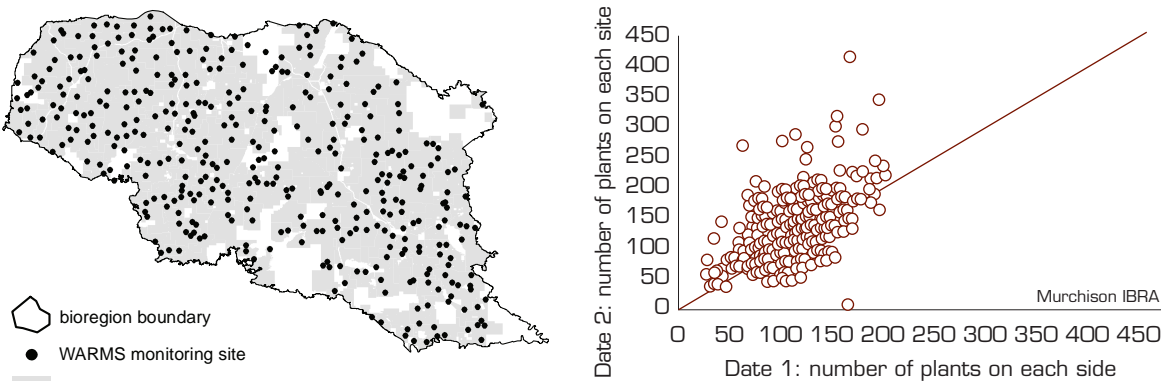 bioregion boundary
WARMS monitoring site
Date 2: number of plants on each site
450
400
350
300
250
200
150
100
50
0
Murchison IBRA
0 50 100 150 200 250 300 350 400 450
Date 1: number of plants on each side